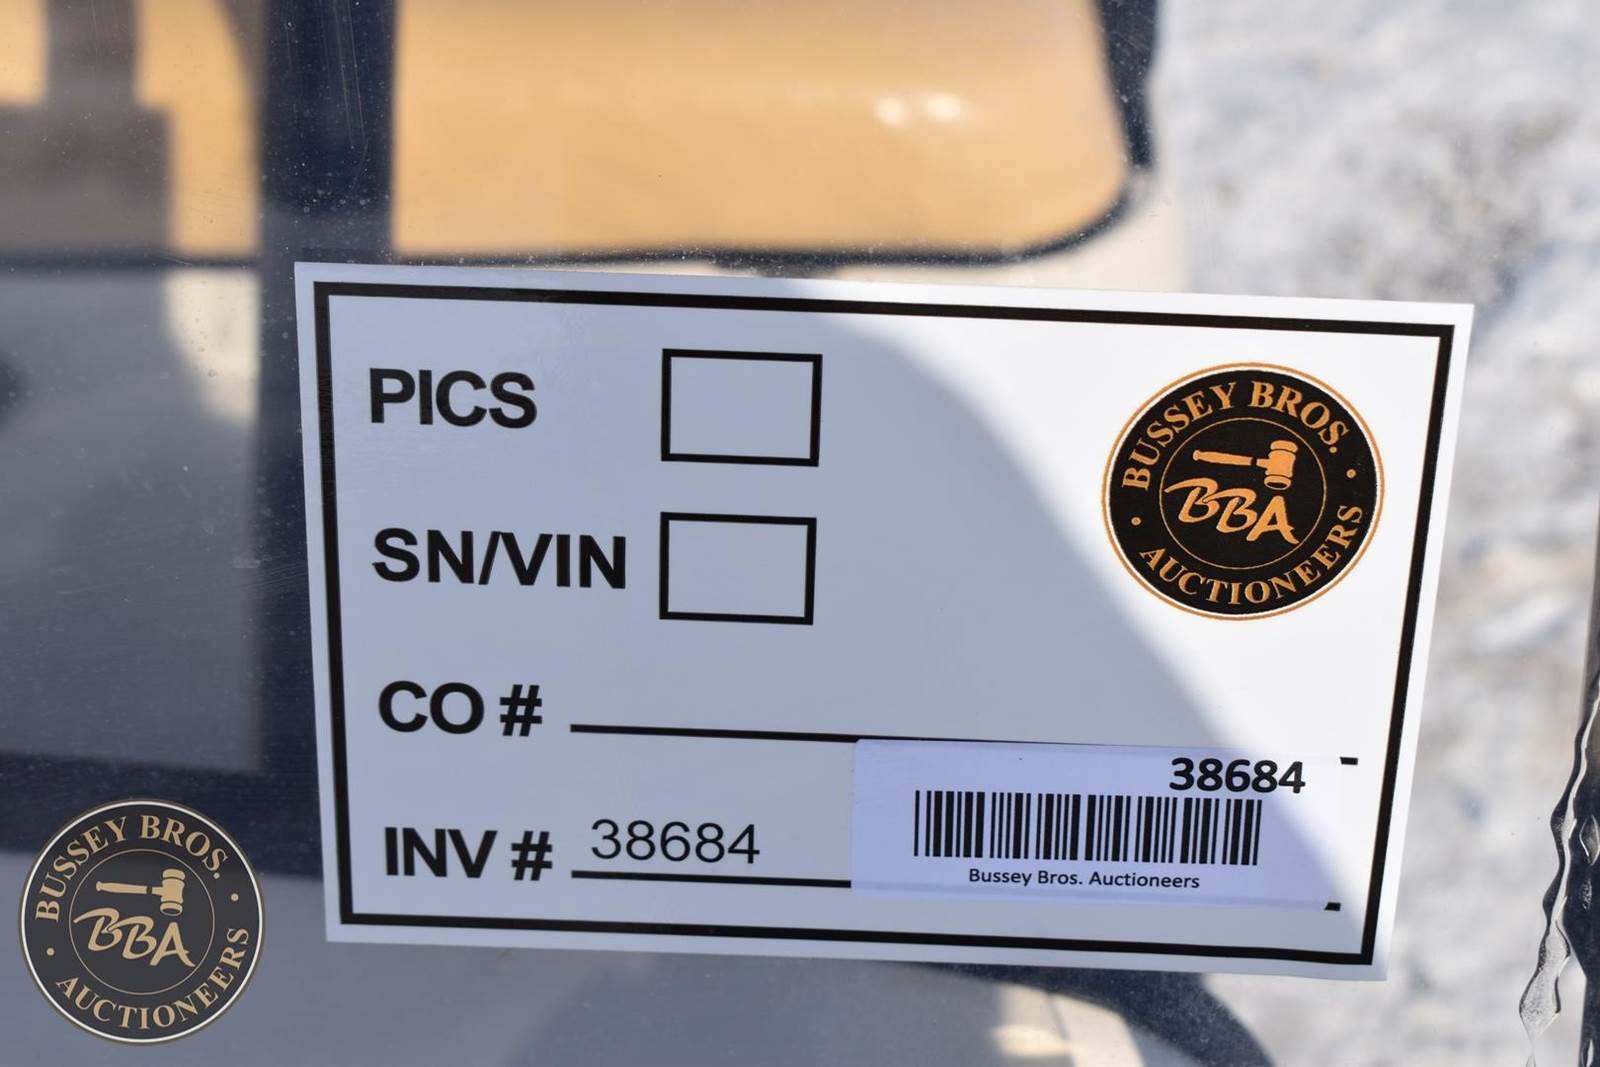 PICS
SN/VIN
CO #
INV # 38684
BUSSEY BROS.
BBA
AUCTIONEERS
38684
Bussey Bros. Auctioneers
BUSSEY BROS.
BBA
AUCTIONEERS